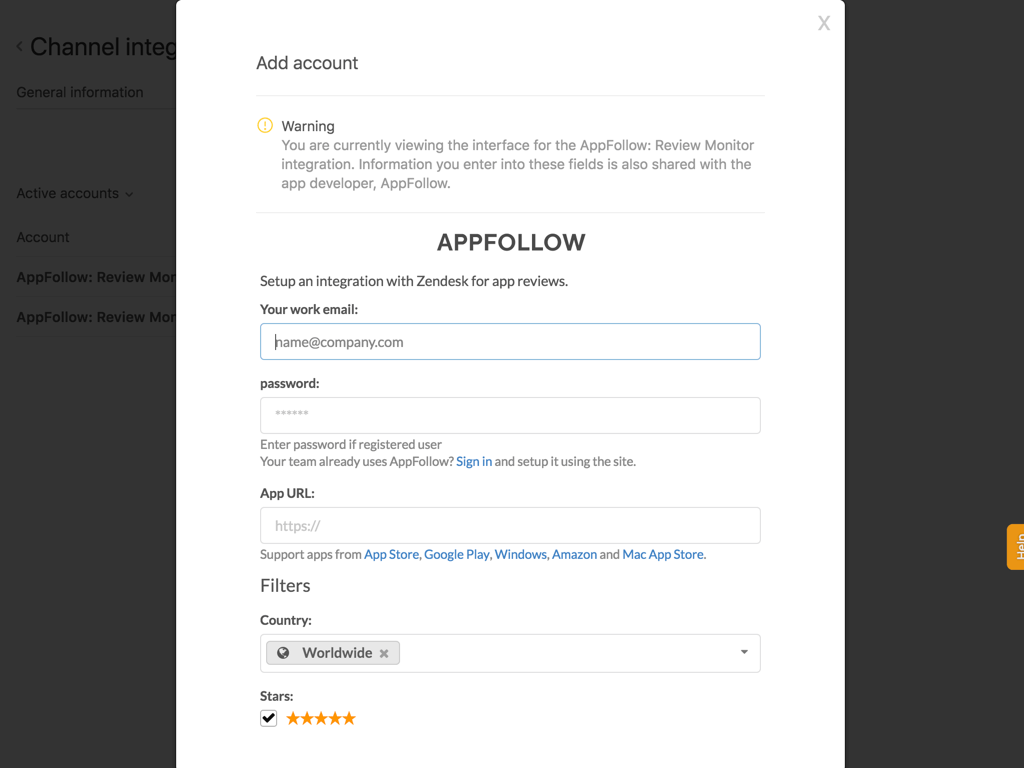 X
Channel integ
Add account
General information
Warning
You are currently viewing the interface for the AppFollow: Review Monitor
integration. Information you enter into these fields is also shared with the
app developer, AppFollow.
Active accounts
Account
AppFollow: Review Mon
AppFollow: Review Mon
APPFOLLOW
Setup an integration with Zendesk for app reviews.
Your work email:
name@company.com
password:
******
Enter password if registered user
Your team already uses AppFollow? Sign in and setup it using the site.
App URL:
https://
Support apps from App Store, Google Play, Windows, Amazon and Mac App Store.
Filters
Country:
Worldwide
Stars:
Help